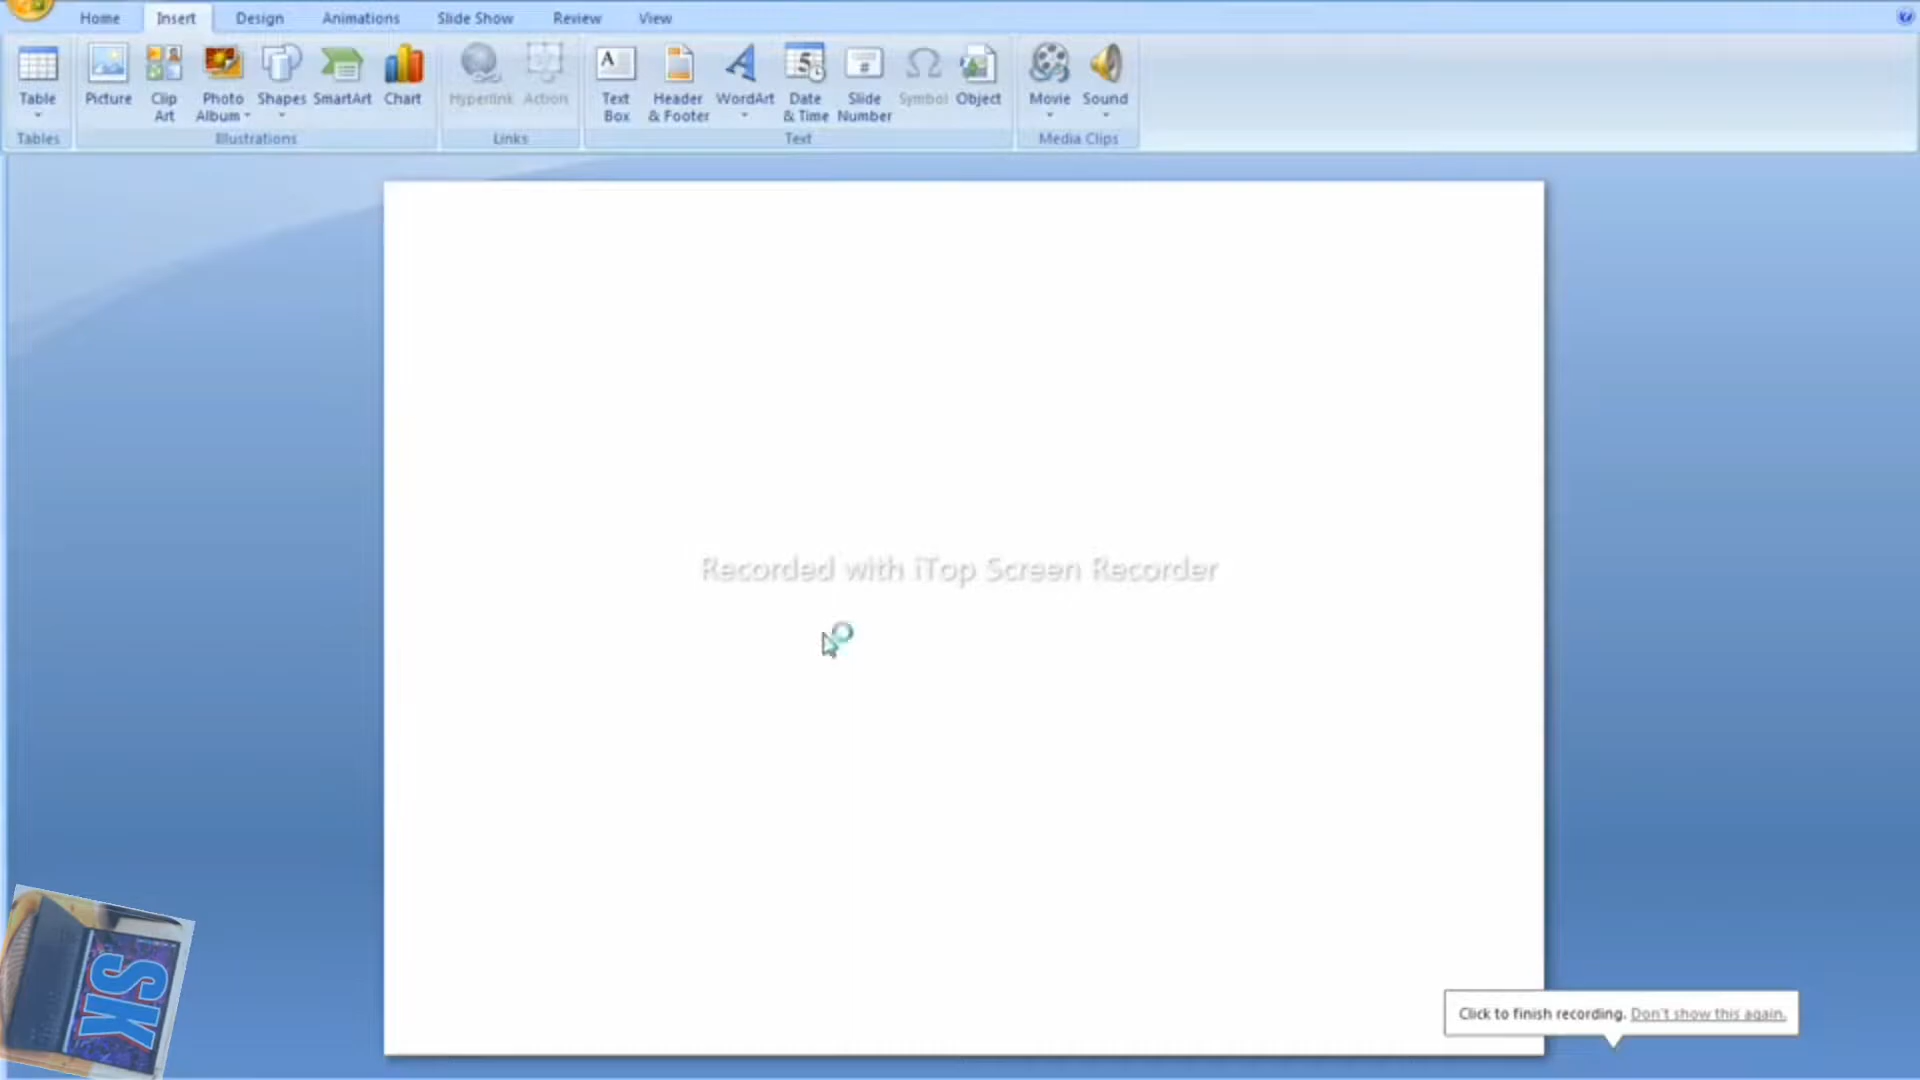 Home Insert Design Animations Slide Show Review View
Table Picture Clip Art Photo Album Shapes SmartArt Chart Hyperlink Action Text Box Header & Footer WordArt Date & Time Slide Number Symbol Object Movie Sound
Tables Illustrations Links Text Media Clips
Recorded with iTop Screen Recorder
Click to finish recording. Don't show this again.
SK